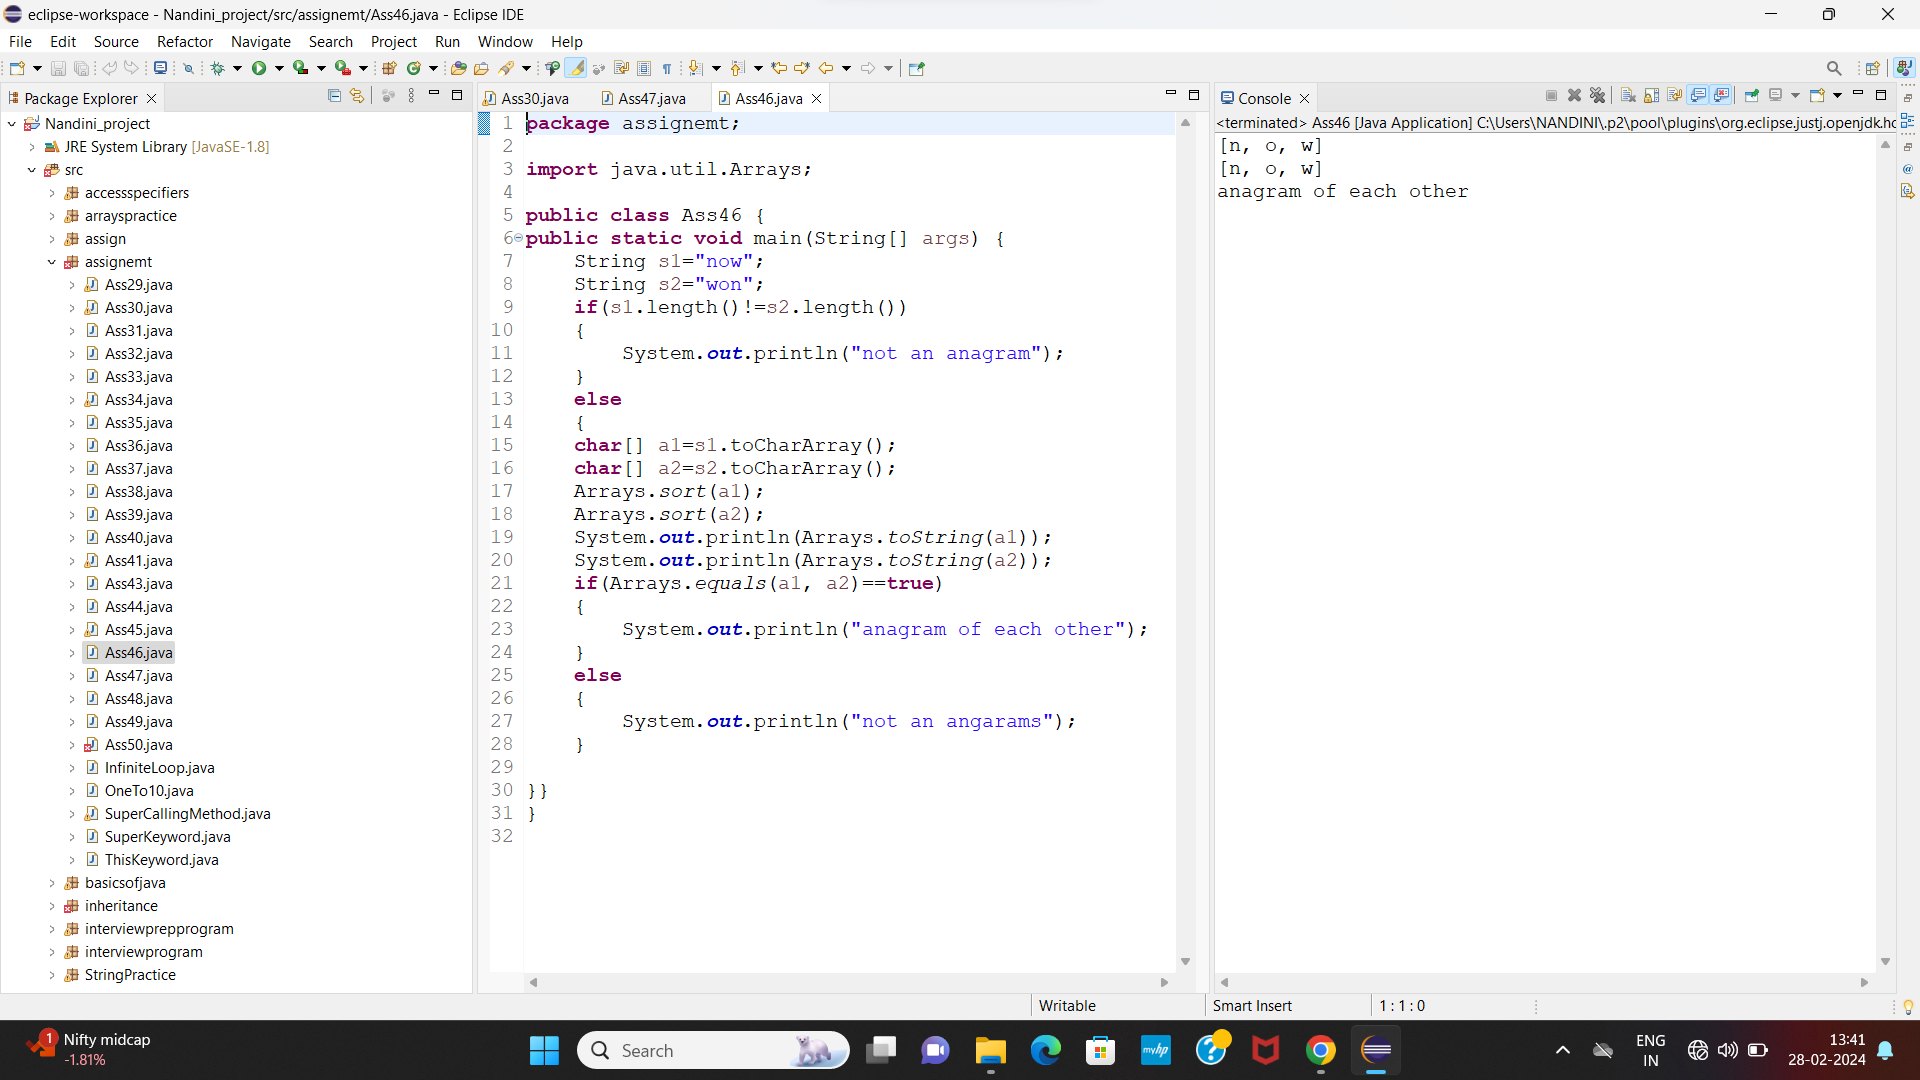 eclipse-workspace - Nandini_project/src/assignemt/Ass46.java - Eclipse IDE
File Edit Source Refactor Navigate Search Project Run Window Help
Package Explorer
Nandini_project
JRE System Library [JavaSE-1.8]
src
accessspecifiers
arrayspractice
assign
assignemt
Ass29.java
Ass30.java
Ass31.java
Ass32.java
Ass33.java
Ass34.java
Ass35.java
Ass36.java
Ass37.java
Ass38.java
Ass39.java
Ass40.java
Ass41.java
Ass43.java
Ass44.java
Ass45.java
Ass46.java
Ass47.java
Ass48.java
Ass49.java
Ass50.java
InfiniteLoop.java
OneTo10.java
SuperCallingMethod.java
SuperKeyword.java
ThisKeyword.java
basicsofjava
inheritance
interviewprepprogram
interviewprogram
StringPractice
Ass30.java Ass47.java Ass46.java
1 package assignemt;
2
3 import java.util.Arrays;
4
5 public class Ass46 {
6 public static void main(String[] args) {
7 String s1="now";
8 String s2="won";
9 if(s1.length()!=s2.length())
10 {
11 System.out.println("not an anagram");
12 }
13 else
14 {
15 char[] a1=s1.toCharArray();
16 char[] a2=s2.toCharArray();
17 Arrays.sort(a1);
18 Arrays.sort(a2);
19 System.out.println(Arrays.toString(a1));
20 System.out.println(Arrays.toString(a2));
21 if(Arrays.equals(a1, a2)==true)
22 {
23 System.out.println("anagram of each other");
24 }
25 else
26 {
27 System.out.println("not an angarams");
28 }
29
30 }}
31 }
32
Console
<terminated> Ass46 [Java Application] C:\Users\NANDINI\.p2\pool\plugins\org.eclipse.justj.openjdk.hc
[n, o, w]
[n, o, w]
anagram of each other
Writable Smart Insert 1 : 1 : 0
1
Nifty midcap
-1.81%
Search
myhp
ENG
IN
13:41
28-02-2024